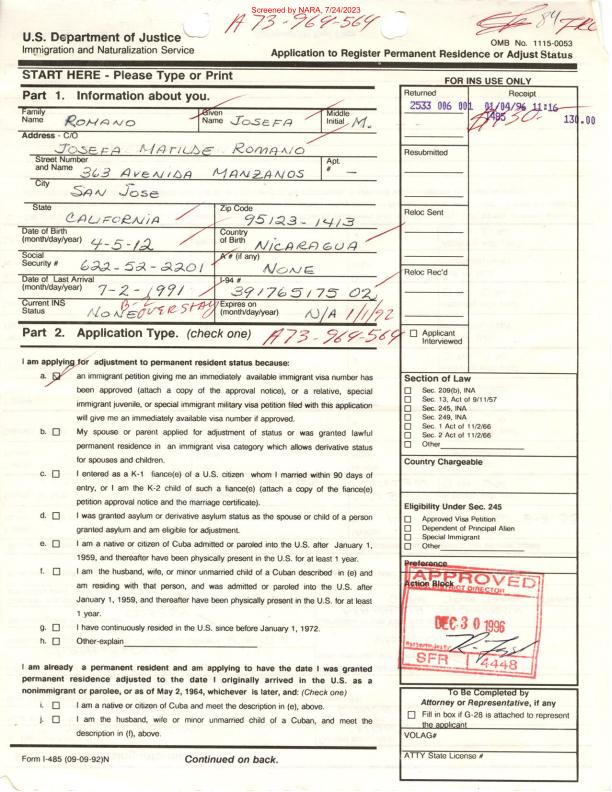 Screened by NARA, 7/24/2023
A 73-969-564
84
U.S. Department of Justice
Immigration and Naturalization Service
OMB No. 1115-0053
Application to Register Permanent Residence or Adjust Status
START HERE - Please Type or Print
Part 1. Information about you.
Family Name ROMANO
Given Name JOSEFA
Middle Initial M.
Address - C/O
JOSEFA MATILDE ROMANO
Street Number and Name 363 AVENIDA MANZANOS
Apt. # —
City SAN JOSE
State CALIFORNIA
Zip Code 95123-1413
Date of Birth (month/day/year) 4-5-12
Country of Birth NICARAGUA
Social Security # 622-52-2201
A # (if any) NONE
Date of Last Arrival (month/day/year) 7-2-1991
I-94 # 391765175 02
Current INS Status NONE B-2 OVERSTAY
Expires on (month/day/year) N/A 1/1/92
Part 2. Application Type. (check one) A73-969-564
I am applying for adjustment to permanent resident status because:
a. an immigrant petition giving me an immediately available immigrant visa number has
been approved (attach a copy of the approval notice), or a relative, special
immigrant juvenile, or special immigrant military visa petition filed with this application
will give me an immediately available visa number if approved.
b. My spouse or parent applied for adjustment of status or was granted lawful
permanent residence in an immigrant visa category which allows derivative status
for spouses and children.
c. I entered as a K-1 fiance(e) of a U.S. citizen whom I married within 90 days of
entry, or I am the K-2 child of such a fiance(e) (attach a copy of the fiance(e)
petition approval notice and the marriage certificate).
d. I was granted asylum or derivative asylum status as the spouse or child of a person
granted asylum and am eligible for adjustment.
e. I am a native or citizen of Cuba admitted or paroled into the U.S. after January 1,
1959, and thereafter have been physically present in the U.S. for at least 1 year.
f. I am the husband, wife, or minor unmarried child of a Cuban described in (e) and
am residing with that person, and was admitted or paroled into the U.S. after
January 1, 1959, and thereafter have been physically present in the U.S. for at least
1 year.
g. I have continuously resided in the U.S. since before January 1, 1972.
h. Other-explain
I am already a permanent resident and am applying to have the date I was granted
permanent residence adjusted to the date I originally arrived in the U.S. as a
nonimmigrant or parolee, or as of May 2, 1964, whichever is later, and: (Check one)
i. I am a native or citizen of Cuba and meet the description in (e), above.
j. I am the husband, wife or minor unmarried child of a Cuban, and meet the
description in (f), above.
Form I-485 (09-09-92)N
Continued on back.
FOR INS USE ONLY
Returned
Receipt
2533 006 001 01/04/96 11:16
I485 130.00
Resubmitted
Reloc Sent
Reloc Rec'd
Applicant Interviewed
Section of Law
Sec. 209(b), INA
Sec. 13, Act of 9/11/57
Sec. 245, INA
Sec. 249, INA
Sec. 1 Act of 11/2/66
Sec. 2 Act of 11/2/66
Other
Country Chargeable
Eligibility Under Sec. 245
Approved Visa Petition
Dependent of Principal Alien
Special Immigrant
Other
Preference
Action Block
APPROVED
DISTRICT DIRECTOR
DEC 30 1996
SFR 4448
To Be Completed by
Attorney or Representative, if any
Fill in box if G-28 is attached to represent
the applicant
VOLAG#
ATTY State License #